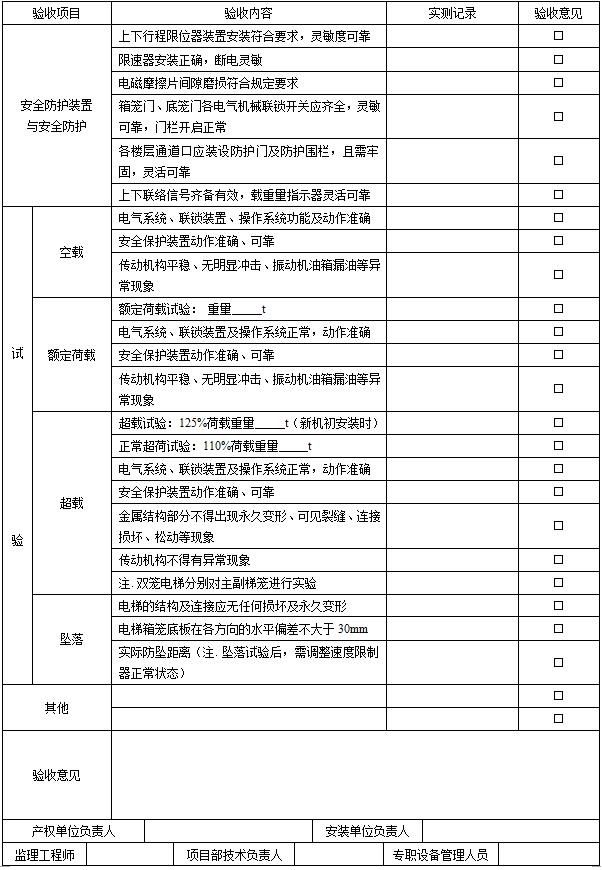 验收项目 验收内容 实测记录 验收意见
安全防护装置
与安全防护
上下行程限位器装置安装符合要求，灵敏度可靠 □
限速器安装正确，断电灵敏 □
电磁摩擦片间隙磨损符合规定要求 □
箱笼门、底笼门各电气机械联锁开关应齐全，灵敏
可靠，门栏开启正常 □
各楼层通道口应装设防护门及防护围栏，且需牢
固，灵活可靠 □
上下联络信号齐备有效，载重量指示器灵活可靠 □
试
验
空载
电气系统、联锁装置、操作系统功能及动作准确 □
安全保护装置动作准确、可靠 □
传动机构平稳、无明显冲击、振动机油箱漏油等异
常现象 □
额定荷载
额定荷载试验： 重量_____t □
电气系统、联锁装置及操作系统正常，动作准确 □
安全保护装置动作准确、可靠 □
传动机构平稳、无明显冲击、振动机油箱漏油等异
常现象 □
超载
超载试验：125%荷载重量_____t（新机初安装时） □
正常超荷试验：110%荷载重量_____t □
电气系统、联锁装置及操作系统正常，动作准确 □
安全保护装置动作准确、可靠 □
金属结构部分不得出现永久变形、可见裂缝、连接
损坏、松动等现象 □
传动机构不得有异常现象 □
注.双笼电梯分别对主副梯笼进行实验 □
坠落
电梯的结构及连接应无任何损坏及永久变形 □
电梯箱笼底板在各方向的水平偏差不大于30mm □
实际防坠距离（注.坠落试验后，需调整速度限制
器正常状态） □
其他 □
□
验收意见
产权单位负责人 安装单位负责人
监理工程师 项目部技术负责人 专职设备管理人员